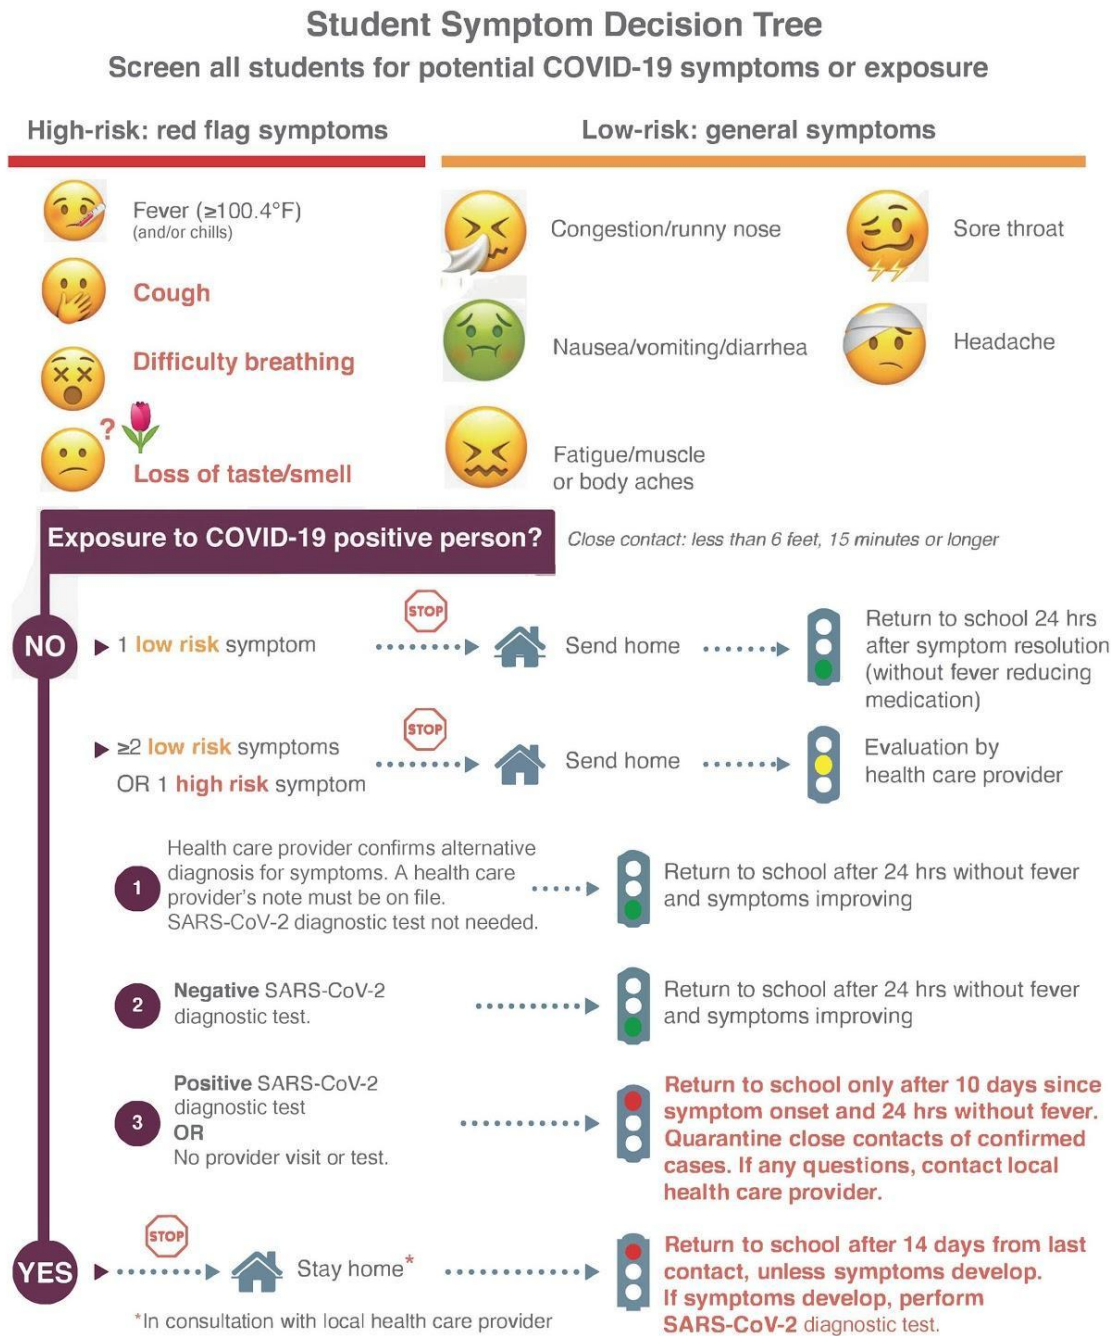 Student Symptom Decision Tree
Screen all students for potential COVID-19 symptoms or exposure
High-risk: red flag symptoms
Low-risk: general symptoms
Fever (≥100.4°F)
(and/or chills)
Cough
Difficulty breathing
?
Loss of taste/smell
Congestion/runny nose
Sore throat
Nausea/vomiting/diarrhea
Headache
Fatigue/muscle
or body aches
Exposure to COVID-19 positive person?
Close contact: less than 6 feet, 15 minutes or longer
NO
1 low risk symptom
STOP
Send home
Return to school 24 hrs
after symptom resolution
(without fever reducing
medication)
≥2 low risk symptoms
OR 1 high risk symptom
STOP
Send home
Evaluation by
health care provider
1
Health care provider confirms alternative
diagnosis for symptoms. A health care
provider's note must be on file.
SARS-CoV-2 diagnostic test not needed.
Return to school after 24 hrs without fever
and symptoms improving
2
Negative SARS-CoV-2
diagnostic test.
Return to school after 24 hrs without fever
and symptoms improving
3
Positive SARS-CoV-2
diagnostic test
OR
No provider visit or test.
Return to school only after 10 days since
symptom onset and 24 hrs without fever.
Quarantine close contacts of confirmed
cases. If any questions, contact local
health care provider.
YES
STOP
Stay home*
*In consultation with local health care provider
Return to school after 14 days from last
contact, unless symptoms develop.
If symptoms develop, perform
SARS-CoV-2 diagnostic test.